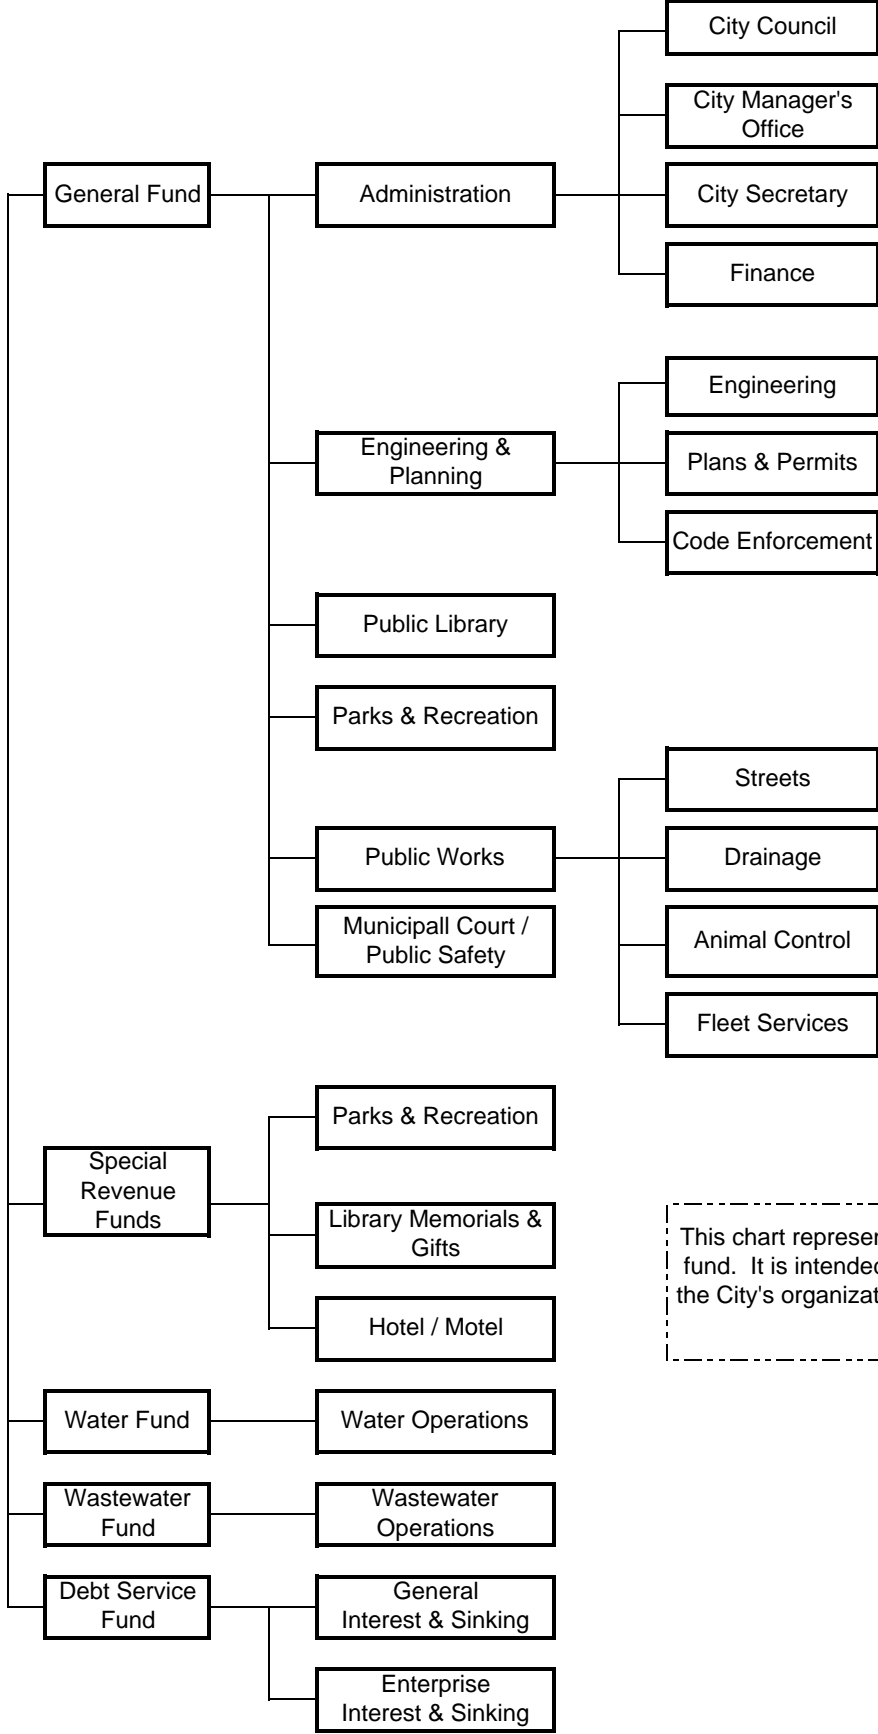 City Council
City Manager's
Office
General Fund
Administration
City Secretary
Finance
Engineering
Engineering &
Planning
Plans & Permits
Code Enforcement
Public Library
Parks & Recreation
Streets
Public Works
Drainage
Municipall Court /
Public Safety
Animal Control
Fleet Services
Parks & Recreation
Special
Revenue
Funds
Library Memorials &
Gifts
Hotel / Motel
This chart
fund. It is
the City's
Water Fund
Water Operations
Wastewater
Fund
Wastewater
Operations
Debt Service
Fund
General
Interest & Sinking
Enterprise
Interest & Sinking